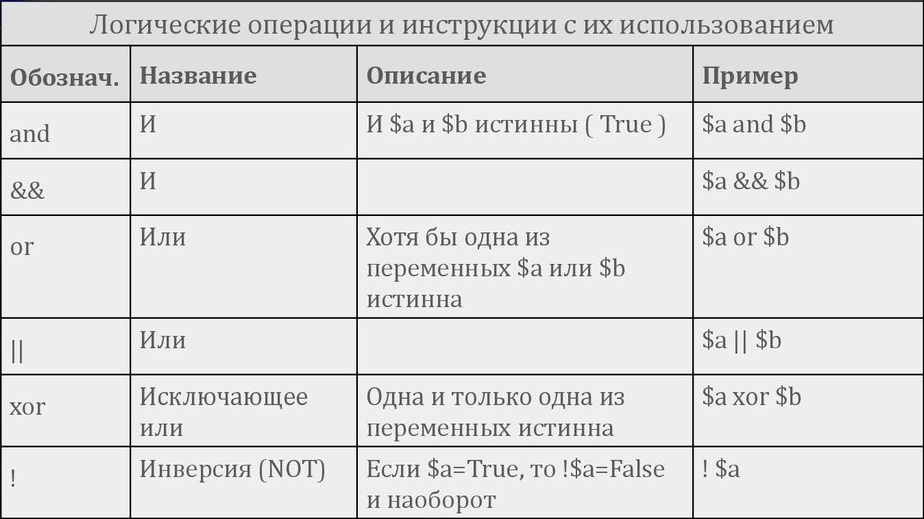 Логические операции и инструкции с их использованием
Обознач. Название Описание Пример
and И И $a и $b истинны ( True ) $a and $b
&& И $a && $b
or Или Хотя бы одна из $a or $b
переменных $a или $b
истинна
|| Или $a || $b
xor Исключающее Одна и только одна из $a xor $b
или переменных истинна
! Инверсия (NOT) Если $a=True, то !$a=False ! $a
и наоборот